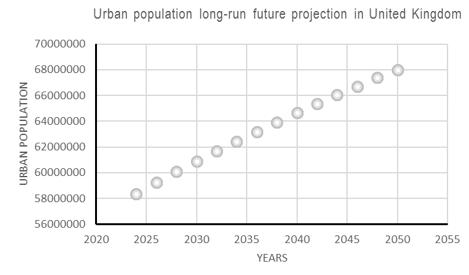 Urban population long-run future projection in United Kingdom
70000000
68000000
66000000
64000000
62000000
60000000
58000000
56000000
URBAN POPULATION
2020 2025 2030 2035 2040 2045 2050 2055
YEARS